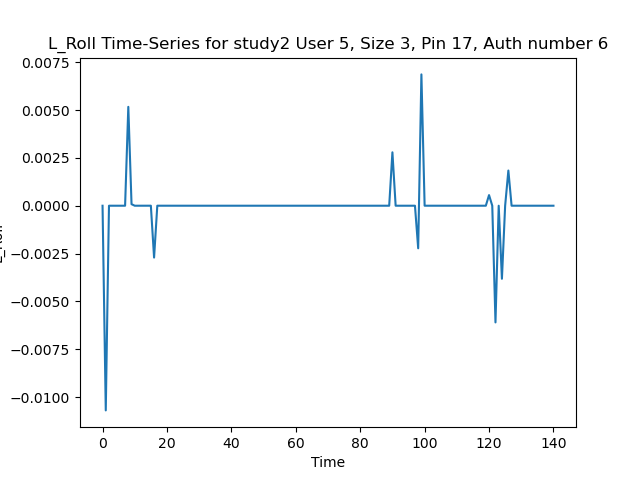 L_Roll Time-Series for study2 User 5, Size 3, Pin 17, Auth number 6
0.0075
0.0050
0.0025
0.0000
−0.0025
−0.0050
−0.0075
−0.0100
L_Roll
0 20 40 60 80 100 120 140
Time